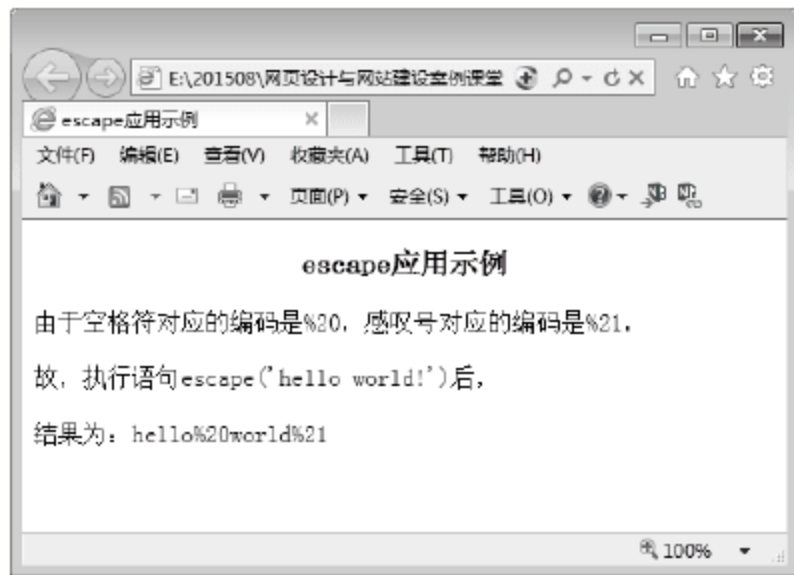 E:\201508\网页设计与网站建设案例课堂
escape应用示例
文件(F) 编辑(E) 查看(V) 收藏夹(A) 工具(T) 帮助(H)
页面(P) 安全(S) 工具(O)
escape应用示例
由于空格符对应的编码是%20，感叹号对应的编码是%21，
故，执行语句escape('hello world!')后，
结果为：hello%20world%21
100%